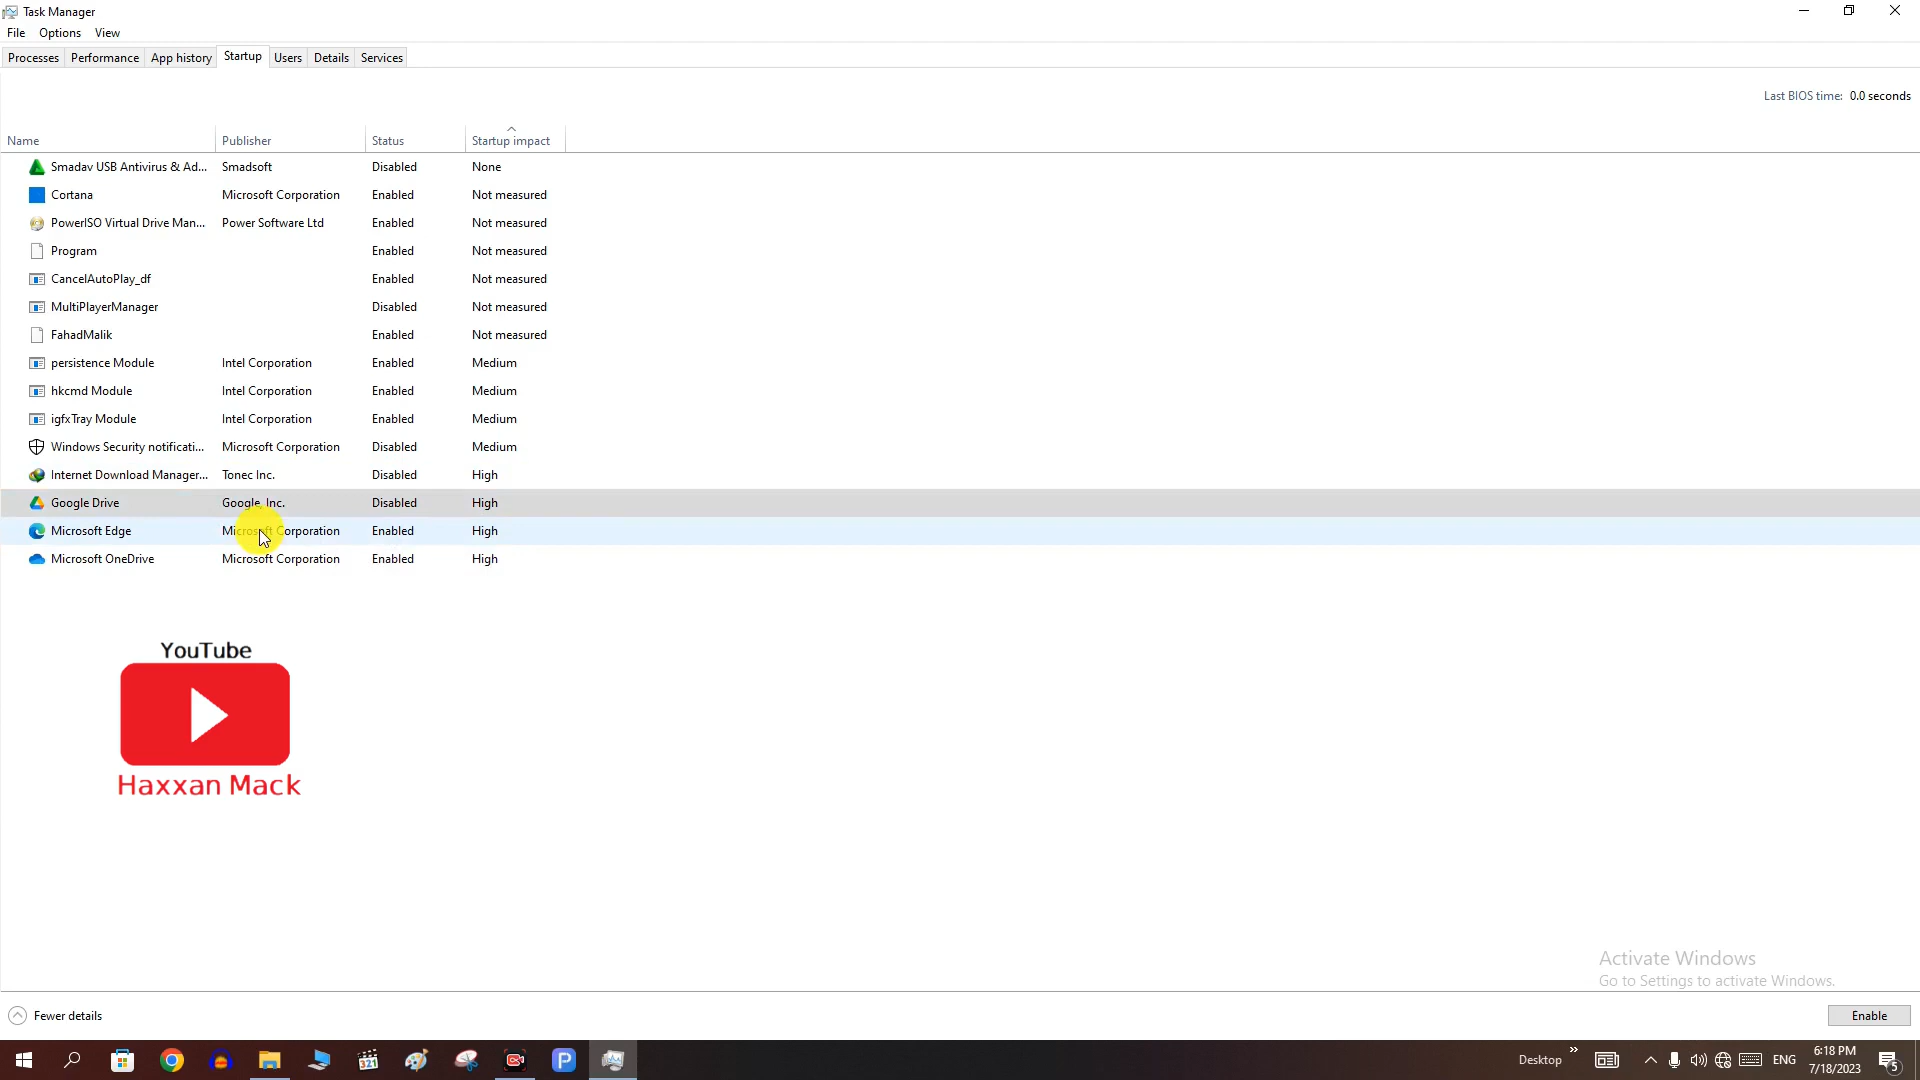 Task Manager
File Options View
Processes Performance App history Startup Users Details Services
Last BIOS time: 0.0 seconds
Name Publisher Status Startup impact
Smadav USB Antivirus & Ad... Smadsoft Disabled None
Cortana Microsoft Corporation Enabled Not measured
PowerISO Virtual Drive Man... Power Software Ltd Enabled Not measured
Program Enabled Not measured
CancelAutoPlay_df Enabled Not measured
MultiPlayerManager Disabled Not measured
FahadMalik Enabled Not measured
persistence Module Intel Corporation Enabled Medium
hkcmd Module Intel Corporation Enabled Medium
igfxTray Module Intel Corporation Enabled Medium
Windows Security notificati... Microsoft Corporation Disabled Medium
Internet Download Manager... Tonec Inc. Disabled High
Google Drive Google, Inc. Disabled High
Microsoft Edge Microsoft Corporation Enabled High
Microsoft OneDrive Microsoft Corporation Enabled High
YouTube
Haxxan Mack
Activate Windows
Go to Settings to activate Windows.
Fewer details Enable
321
Desktop » ENG 6:18 PM
7/18/2023 5